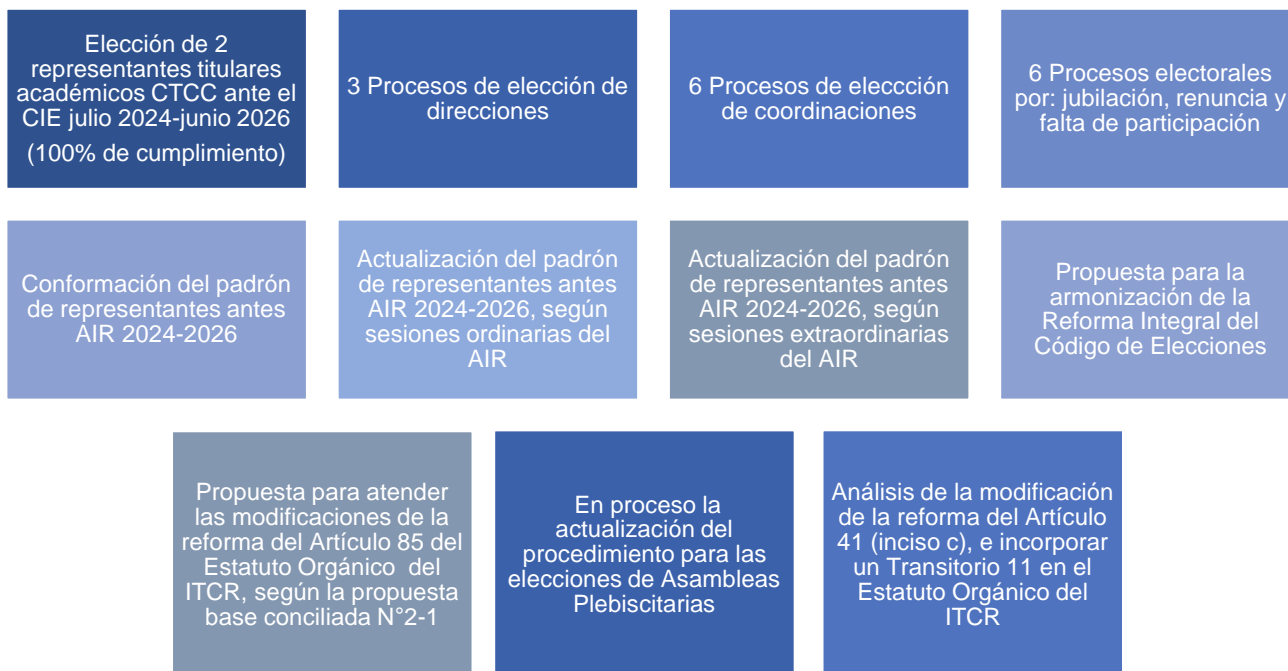 Elección de 2
representantes titulares
académicos CTCC ante el
CIE julio 2024-junio 2026
(100% de cumplimiento)
3 Procesos de elección de
direcciones
6 Procesos de eleccción
de coordinaciones
6 Procesos electorales
por: jubilación, renuncia y
falta de participación
Conformación del padrón
de representantes antes
AIR 2024-2026
Actualización del padrón
de representantes antes
AIR 2024-2026, según
sesiones ordinarias del
AIR
Actualización del padrón
de representantes antes
AIR 2024-2026, según
sesiones extraordinarias
del AIR
Propuesta para la
armonización de la
Reforma Integral del
Código de Elecciones
Propuesta para atender
las modificaciones de la
reforma del Artículo 85 del
Estatuto Orgánico del
ITCR, según la propuesta
base conciliada N°2-1
En proceso la
actualización del
procedimiento para las
elecciones de Asambleas
Plebiscitarias
Análisis de la modificación
de la reforma del Artículo
41 (inciso c), e incorporar
un Transitorio 11 en el
Estatuto Orgánico del
ITCR